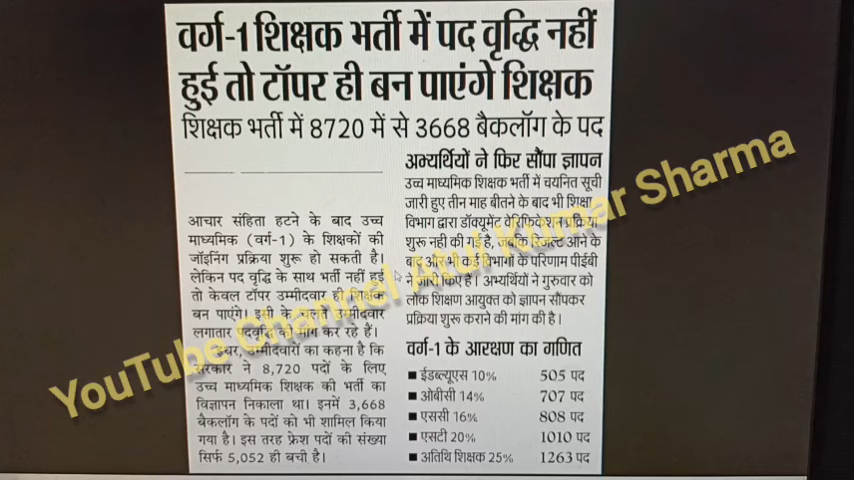 वर्ग-1 शिक्षक भर्ती में पद वृद्धि नहीं
हुई तो टॉपर ही बन पाएंगे शिक्षक
शिक्षक भर्ती में 8720 में से 3668 बैकलॉग के पद
आचार संहिता हटने के बाद उच्च
माध्यमिक (वर्ग-1) के शिक्षकों की
जॉइनिंग प्रक्रिया शुरू हो सकती है।
लेकिन पद वृद्धि के साथ भर्ती नहीं हुई
तो केवल टॉपर उम्मीदवार ही शिक्षक
बन पाएंगे। इसी के चलते उम्मीदवार
लगातार पदवृद्धि की मांग कर रहे हैं।
उम्मीदवारों का कहना है कि
सरकार ने 8,720 पदों के लिए
उच्च माध्यमिक शिक्षक की भर्ती का
विज्ञापन निकाला था। इनमें 3,668
बैकलॉग के पदों को भी शामिल किया
गया है। इस तरह फ्रेश पदों की संख्या
सिर्फ 5,052 ही बची है।
अभ्यर्थियों ने फिर सौंपा ज्ञापन
उच्च माध्यमिक शिक्षक भर्ती में चयनित सूची
जारी हुए तीन माह बीतने के बाद भी शिक्षा
विभाग द्वारा डॉक्यूमेंट वेरिफिकेशन प्रक्रिया
शुरू नही की गई है, जबकि रिजल्ट आने के
बाद और भी कई विभागों के परिणाम पीईबी
ने जारी किए हैं। अभ्यर्थियों ने गुरुवार को
लोक शिक्षण आयुक्त को ज्ञापन सौंपकर
प्रक्रिया शुरू कराने की मांग की है।
वर्ग-1 के आरक्षण का गणित
■ ईडब्ल्यूएस 10% 505 पद
■ ओबीसी 14% 707 पद
■ एससी 16% 808 पद
■ एसटी 20% 1010 पद
■ अतिथि शिक्षक 25% 1263 पद
YouTube Channel Atul Kumar Sharma